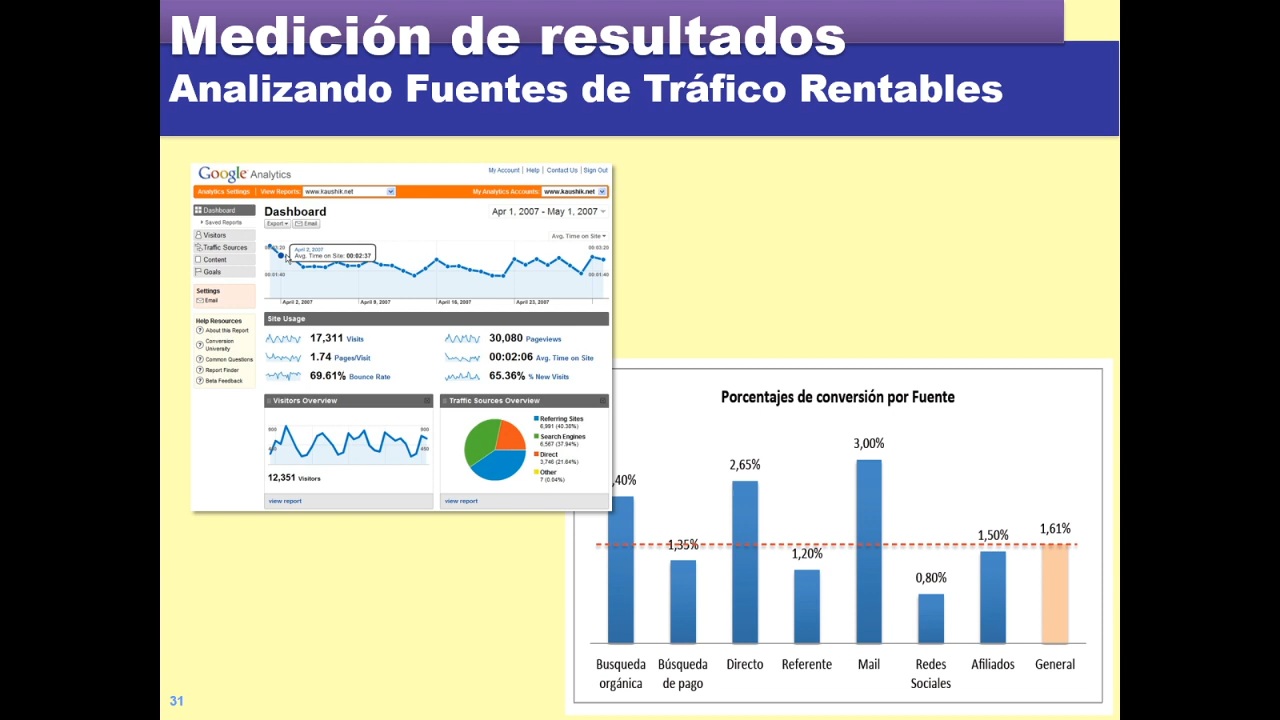 Medición de resultados
Analizando Fuentes de Tráfico Rentables
Google Analytics
My Account | Help | Contact Us | Sign Out
Analytics Settings | View Reports: www.kaushik.net
My Analytics Accounts: www.kaushik.net
Dashboard
Saved Reports
Visitors
Traffic Sources
Content
Goals
Settings
Email
Help Resources
About this Report
Conversion
University
Common Questions
Report Finder
Beta Feedback
Dashboard
Apr 1, 2007 - May 1, 2007
Export
Email
Avg. Time on Site
00:03:20
00:03:20
April 2, 2007
Avg. Time on Site: 00:02:37
00:01:40
00:01:40
April 2, 2007
April 9, 2007
April 16, 2007
April 23, 2007
Site Usage
17,311 Visits
30,080 Pageviews
1.74 Pages/Visit
00:02:06 Avg. Time on Site
69.61% Bounce Rate
65.36% % New Visits
Visitors Overview
900
900
450
450
12,351 Visitors
view report
Traffic Sources Overview
Referring Sites
6,991 (40.38%)
Search Engines
6,567 (37.94%)
Direct
3,746 (21.64%)
Other
7 (0.04%)
view report
Porcentajes de conversión por Fuente
,40%
1,35%
2,65%
1,20%
3,00%
0,80%
1,50%
1,61%
Busqueda orgánica
Búsqueda de pago
Directo
Referente
Mail
Redes Sociales
Afiliados
General
31